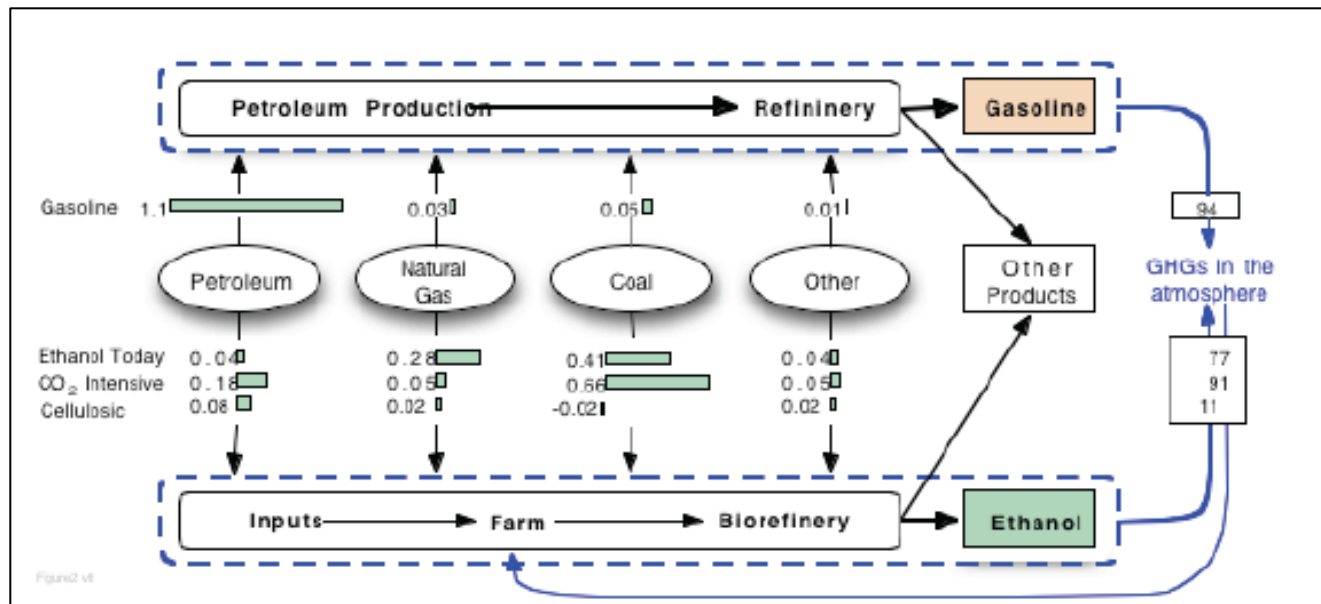 Petroleum Production
Refininery
Gasoline
Gasoline 1.1 0.03 0.05 0.01
94
Petroleum
Natural
Gas
Coal
Other
Other
Products
GHGs in the
atmosphere
Ethanol Today 0.04 0.28 0.41 0.04
CO₂ Intensive 0.18 0.05 0.66 0.05
Cellulosic 0.08 0.02 -0.02 0.02
77
91
11
Inputs
Farm
Biorefinery
Ethanol